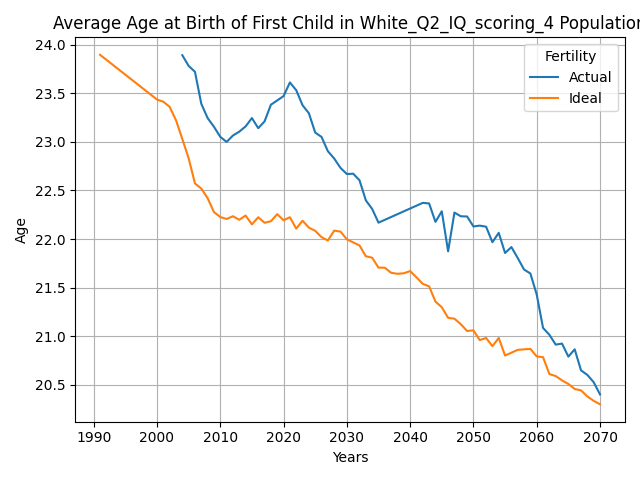 Average Age at Birth of First Child in White_Q2_IQ_scoring_4 Population
Fertility
Actual
Ideal
Age
24.0
23.5
23.0
22.5
22.0
21.5
21.0
20.5
1990 2000 2010 2020 2030 2040 2050 2060 2070
Years